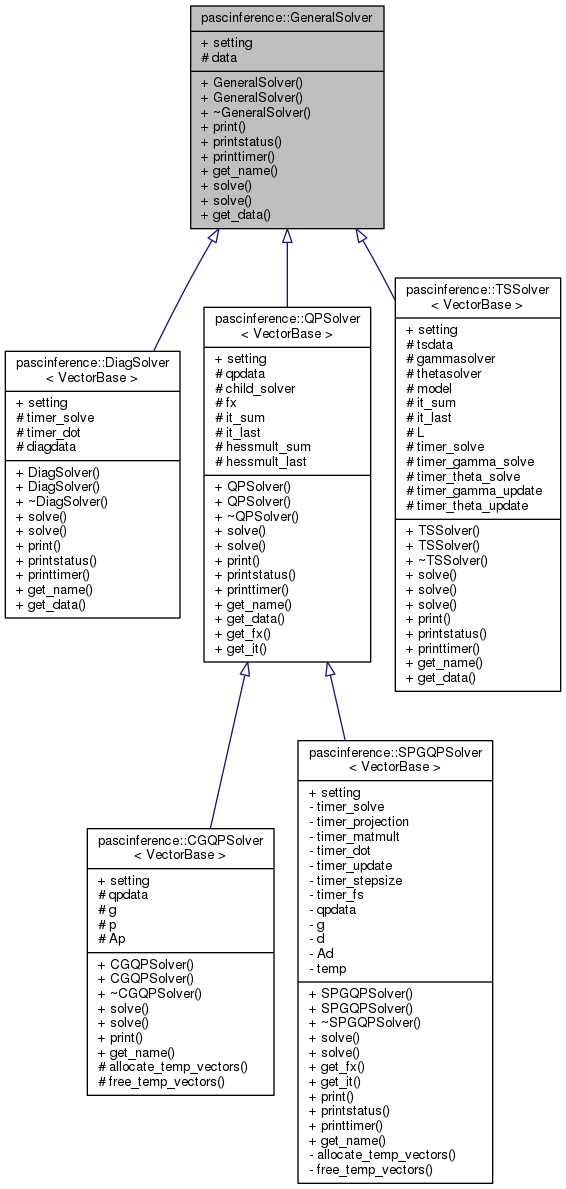 pascinference::GeneralSolver
+ setting
# data
+ GeneralSolver()
+ GeneralSolver()
+ ~GeneralSolver()
+ print()
+ printstatus()
+ printtimer()
+ get_name()
+ solve()
+ solve()
+ get_data()
pascinference::DiagSolver
< VectorBase >
+ setting
# timer_solve
# timer_dot
# diagdata
+ DiagSolver()
+ DiagSolver()
+ ~DiagSolver()
+ solve()
+ solve()
+ print()
+ printstatus()
+ printtimer()
+ get_name()
+ get_data()
pascinference::QPSolver
< VectorBase >
+ setting
# qpdata
# child_solver
# fx
# it_sum
# it_last
# hessmult_sum
# hessmult_last
+ QPSolver()
+ QPSolver()
+ ~QPSolver()
+ solve()
+ solve()
+ print()
+ printstatus()
+ printtimer()
+ get_name()
+ get_data()
+ get_fx()
+ get_it()
pascinference::TSSolver
< VectorBase >
+ setting
# tsdata
# gammasolver
# thetasolver
# model
# it_sum
# it_last
# L
# timer_solve
# timer_gamma_solve
# timer_theta_solve
# timer_gamma_update
# timer_theta_update
+ TSSolver()
+ TSSolver()
+ ~TSSolver()
+ solve()
+ solve()
+ solve()
+ print()
+ printstatus()
+ printtimer()
+ get_name()
+ get_data()
pascinference::CGQPSolver
< VectorBase >
+ setting
# qpdata
# g
# p
# Ap
+ CGQPSolver()
+ CGQPSolver()
+ ~CGQPSolver()
+ solve()
+ solve()
+ print()
+ get_name()
# allocate_temp_vectors()
# free_temp_vectors()
pascinference::SPGQPSolver
< VectorBase >
+ setting
- timer_solve
- timer_projection
- timer_matmult
- timer_dot
- timer_update
- timer_stepsize
- timer_fs
- qpdata
- g
- d
- Ad
- temp
+ SPGQPSolver()
+ SPGQPSolver()
+ ~SPGQPSolver()
+ solve()
+ solve()
+ get_fx()
+ get_it()
+ print()
+ printstatus()
+ printtimer()
+ get_name()
- allocate_temp_vectors()
- free_temp_vectors()